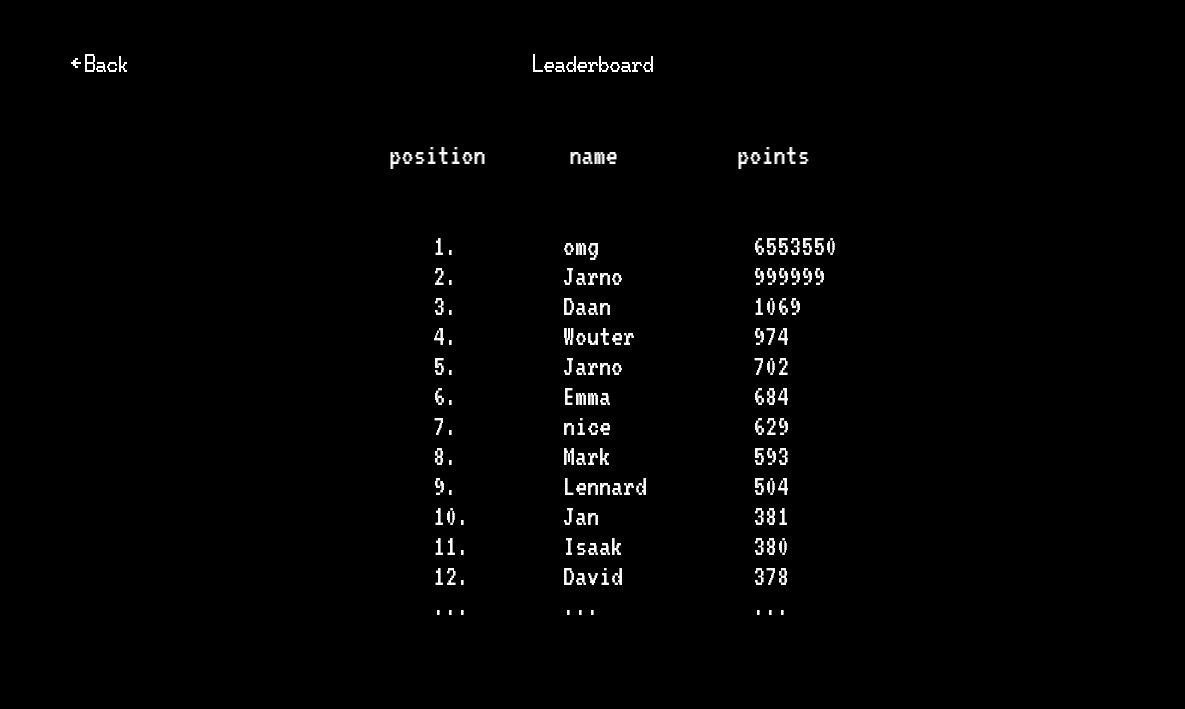 ←Back Leaderboard
position name points
1. omg 6553550
2. Jarno 999999
3. Daan 1069
4. Wouter 974
5. Jarno 702
6. Emma 684
7. nice 629
8. Mark 593
9. Lennard 504
10. Jan 381
11. Isaak 380
12. David 378
... ... ...